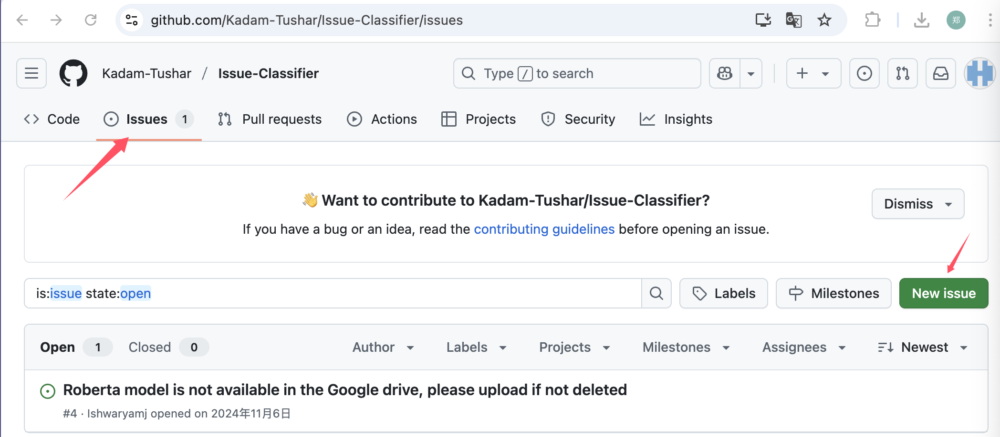 github.com/Kadam-Tushar/Issue-Classifier/issues
郑
Kadam-Tushar / Issue-Classifier
Type / to search
Code
Issues 1
Pull requests
Actions
Projects
Security
Insights
👋 Want to contribute to Kadam-Tushar/Issue-Classifier?
Dismiss
If you have a bug or an idea, read the contributing guidelines before opening an issue.
is:issue state:open
Labels
Milestones
New issue
Open 1
Closed 0
Author
Labels
Projects
Milestones
Assignees
Newest
Roberta model is not available in the Google drive, please upload if not deleted
#4 · Ishwaryamj opened on 2024年11月6日